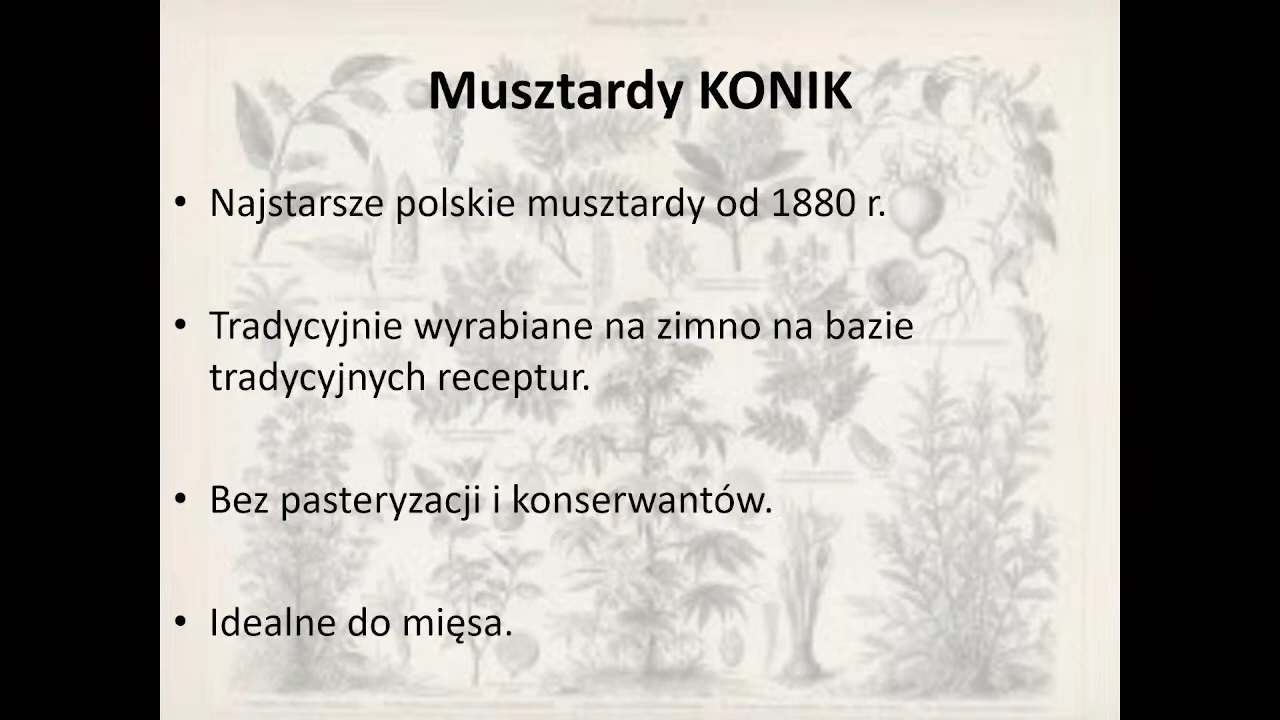 Musztardy KONIK
• Najstarsze polskie musztardy od 1880 r.
• Tradycyjnie wyrabiane na zimno na bazie
tradycyjnych receptur.
• Bez pasteryzacji i konserwantów.
• Idealne do mięsa.